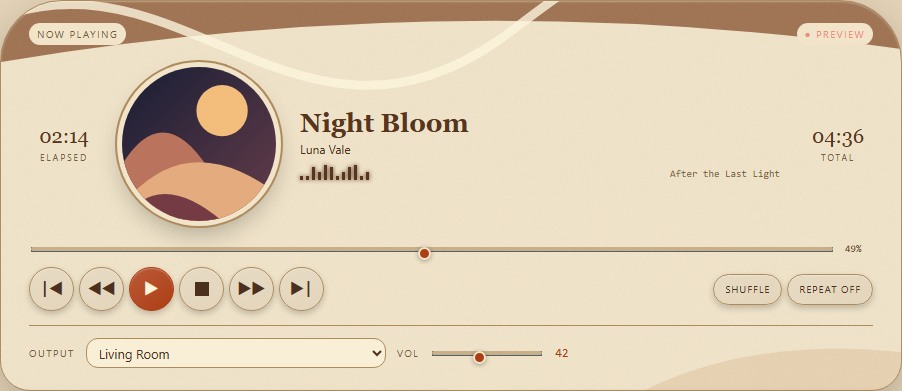 NOW PLAYING
PREVIEW
02:14
ELAPSED
Night Bloom
Luna Vale
After the Last Light
04:36
TOTAL
49%
SHUFFLE
REPEAT OFF
OUTPUT
Living Room
VOL
42